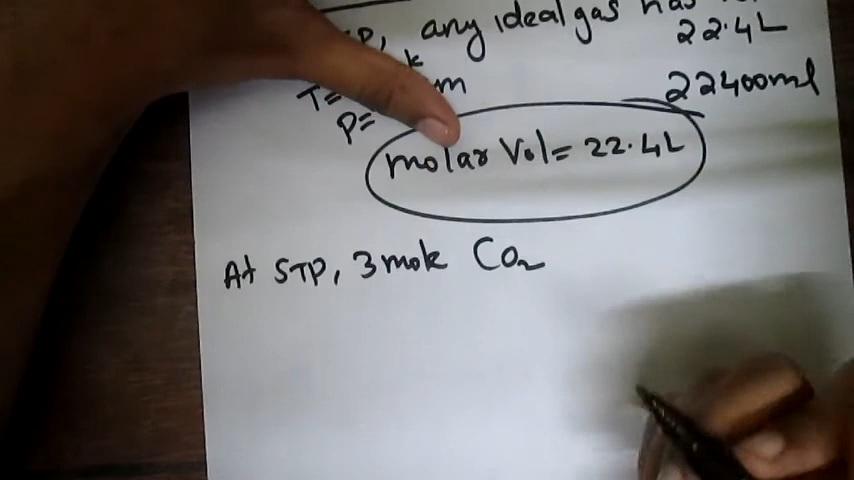 any ideal gas has
22.4L
T=
P=
22400ml
molar Vol = 22.4L
At STP, 3 mole CO₂